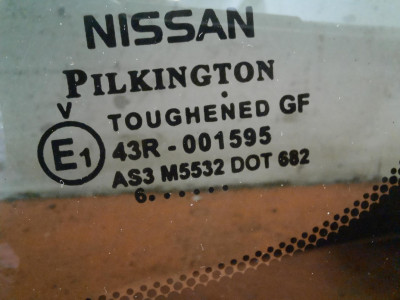 NISSAN
PILKINGTON
V TOUGHENED GF
E1 43R - 001595
AS3 M5532 DOT 682
6. . . . . . .